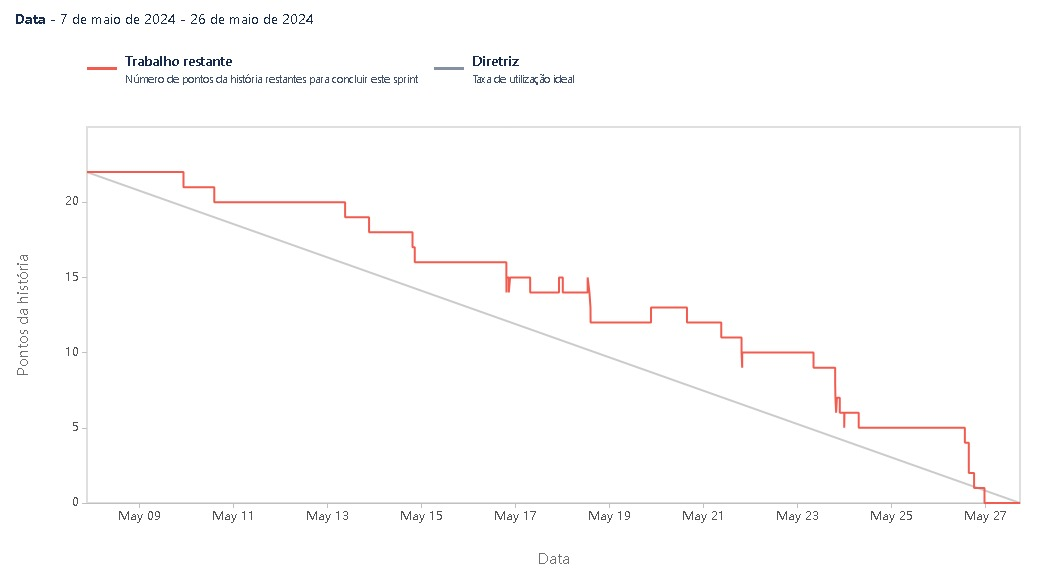 Data - 7 de maio de 2024 - 26 de maio de 2024
Trabalho restante
Número de pontos da história restantes para concluir este sprint
Diretriz
Taxa de utilização ideal
Pontos da história
20
15
10
5
0
May 09 May 11 May 13 May 15 May 17 May 19 May 21 May 23 May 25 May 27
Data